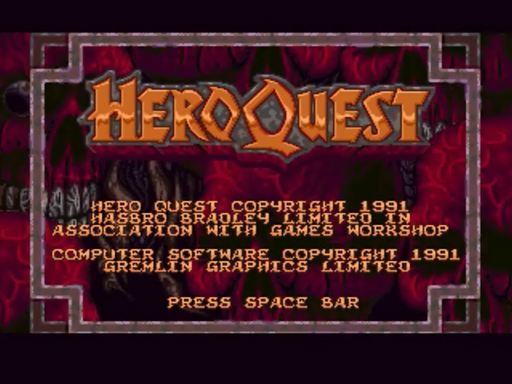 HEROQUEST
HERO QUEST COPYRIGHT 1991
HASBRO BRADLEY LIMITED IN
ASSOCIATION WITH GAMES WORKSHOP
COMPUTER SOFTWARE COPYRIGHT 1991
GREMLIN GRAPHICS LIMITED
PRESS SPACE BAR